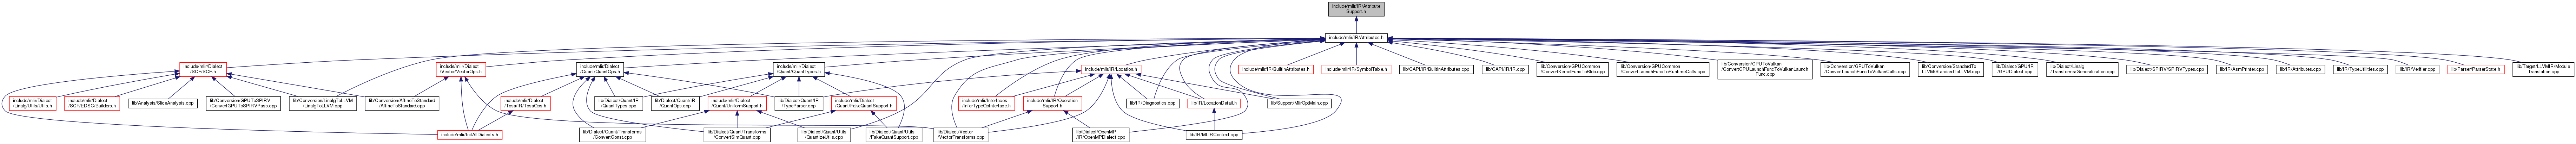 include/mlir/IR/Attribute
Support.h
include/mlir/IR/Attributes.h
include/mlir/Dialect
/SCF/SCF.h
include/mlir/Dialect
/Vector/VectorOps.h
include/mlir/Dialect
/Quant/QuantOps.h
include/mlir/Dialect
/Quant/QuantTypes.h
include/mlir/IR/Location.h
include/mlir/IR/BuiltinAttributes.h
include/mlir/IR/SymbolTable.h
lib/CAPI/IR/BuiltinAttributes.cpp
lib/CAPI/IR/IR.cpp
lib/Conversion/GPUCommon
/ConvertKernelFuncToBlob.cpp
lib/Conversion/GPUCommon
/ConvertLaunchFuncToRuntimeCalls.cpp
lib/Conversion/GPUToVulkan
/ConvertGPULaunchFuncToVulkanLaunch
Func.cpp
lib/Conversion/GPUToVulkan
/ConvertLaunchFuncToVulkanCalls.cpp
lib/Conversion/StandardTo
LLVM/StandardToLLVM.cpp
lib/Dialect/GPU/IR
/GPUDialect.cpp
lib/Dialect/Linalg
/Transforms/Generalization.cpp
lib/Dialect/SPIRV/SPIRVTypes.cpp
lib/IR/AsmPrinter.cpp
lib/IR/Attributes.cpp
lib/IR/TypeUtilities.cpp
lib/IR/Verifier.cpp
lib/Parser/ParserState.h
lib/Target/LLVMIR/Module
Translation.cpp
include/mlir/Dialect
/Linalg/Utils/Utils.h
include/mlir/Dialect
/SCF/EDSC/Builders.h
lib/Analysis/SliceAnalysis.cpp
lib/Conversion/GPUToSPIRV
/ConvertGPUToSPIRVPass.cpp
lib/Conversion/LinalgToLLVM
/LinalgToLLVM.cpp
lib/Conversion/AffineToStandard
/AffineToStandard.cpp
include/mlir/Dialect
/Tosa/IR/TosaOps.h
lib/Dialect/Quant/IR
/QuantTypes.cpp
lib/Dialect/Quant/IR
/QuantOps.cpp
include/mlir/Dialect
/Quant/UniformSupport.h
lib/Dialect/Quant/IR
/TypeParser.cpp
include/mlir/Dialect
/Quant/FakeQuantSupport.h
include/mlir/Interfaces
/InferTypeOpInterface.h
include/mlir/IR/Operation
Support.h
lib/IR/Diagnostics.cpp
lib/IR/LocationDetail.h
lib/Support/MlirOptMain.cpp
include/mlir/InitAllDialects.h
lib/Dialect/Quant/Transforms
/ConvertConst.cpp
lib/Dialect/Quant/Transforms
/ConvertSimQuant.cpp
lib/Dialect/Quant/Utils
/QuantizeUtils.cpp
lib/Dialect/Quant/Utils
/FakeQuantSupport.cpp
lib/Dialect/Vector
/VectorTransforms.cpp
lib/Dialect/OpenMP
/IR/OpenMPDialect.cpp
lib/IR/MLIRContext.cpp